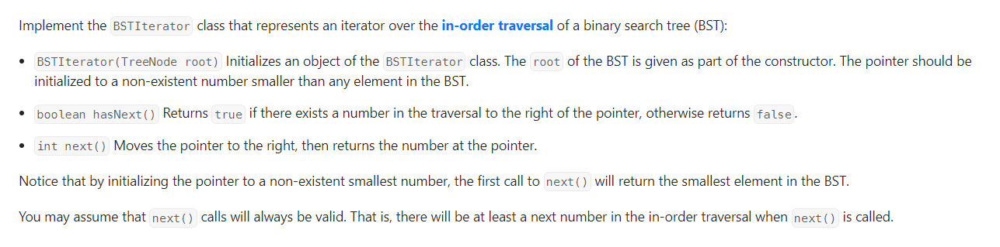 Implement the BSTIterator class that represents an iterator over the in-order traversal of a binary search tree (BST):
• BSTIterator(TreeNode root) Initializes an object of the BSTIterator class. The root of the BST is given as part of the constructor. The pointer should be
initialized to a non-existent number smaller than any element in the BST.
• boolean hasNext() Returns true if there exists a number in the traversal to the right of the pointer, otherwise returns false.
• int next() Moves the pointer to the right, then returns the number at the pointer.
Notice that by initializing the pointer to a non-existent smallest number, the first call to next() will return the smallest element in the BST.
You may assume that next() calls will always be valid. That is, there will be at least a next number in the in-order traversal when next() is called.